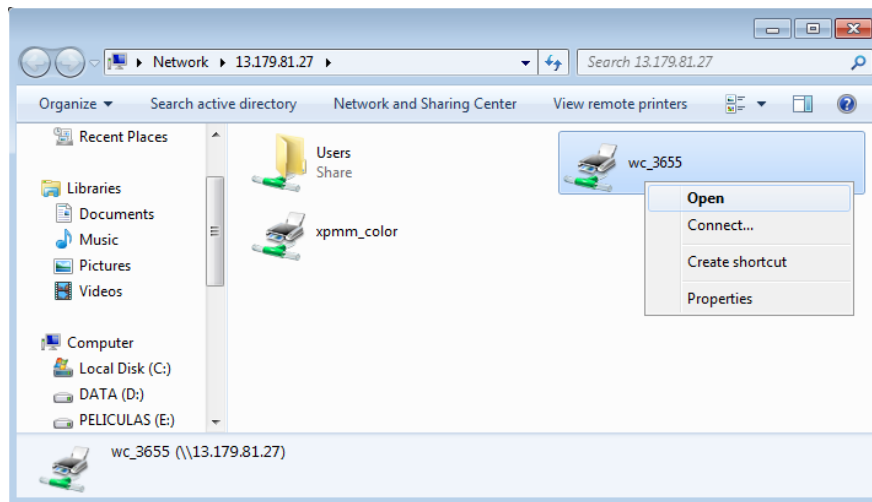 Network 13.179.81.27
Search 13.179.81.27
Organize Search active directory Network and Sharing Center View remote printers
Recent Places
Libraries
Documents
Music
Pictures
Videos
Computer
Local Disk (C:)
DATA (D:)
PELICULAS (E:)
Users
Share
xpmm_color
wc_3655
Open
Connect...
Create shortcut
Properties
wc_3655 (\\13.179.81.27)